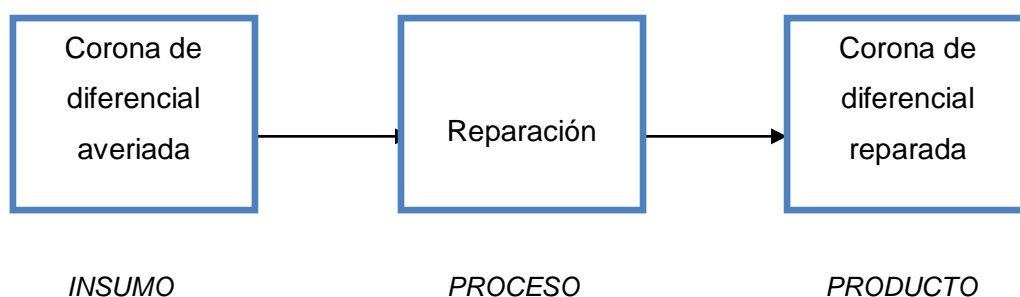 Corona de
diferencial
averiada
Reparación
Corona de
diferencial
reparada
INSUMO
PROCESO
PRODUCTO